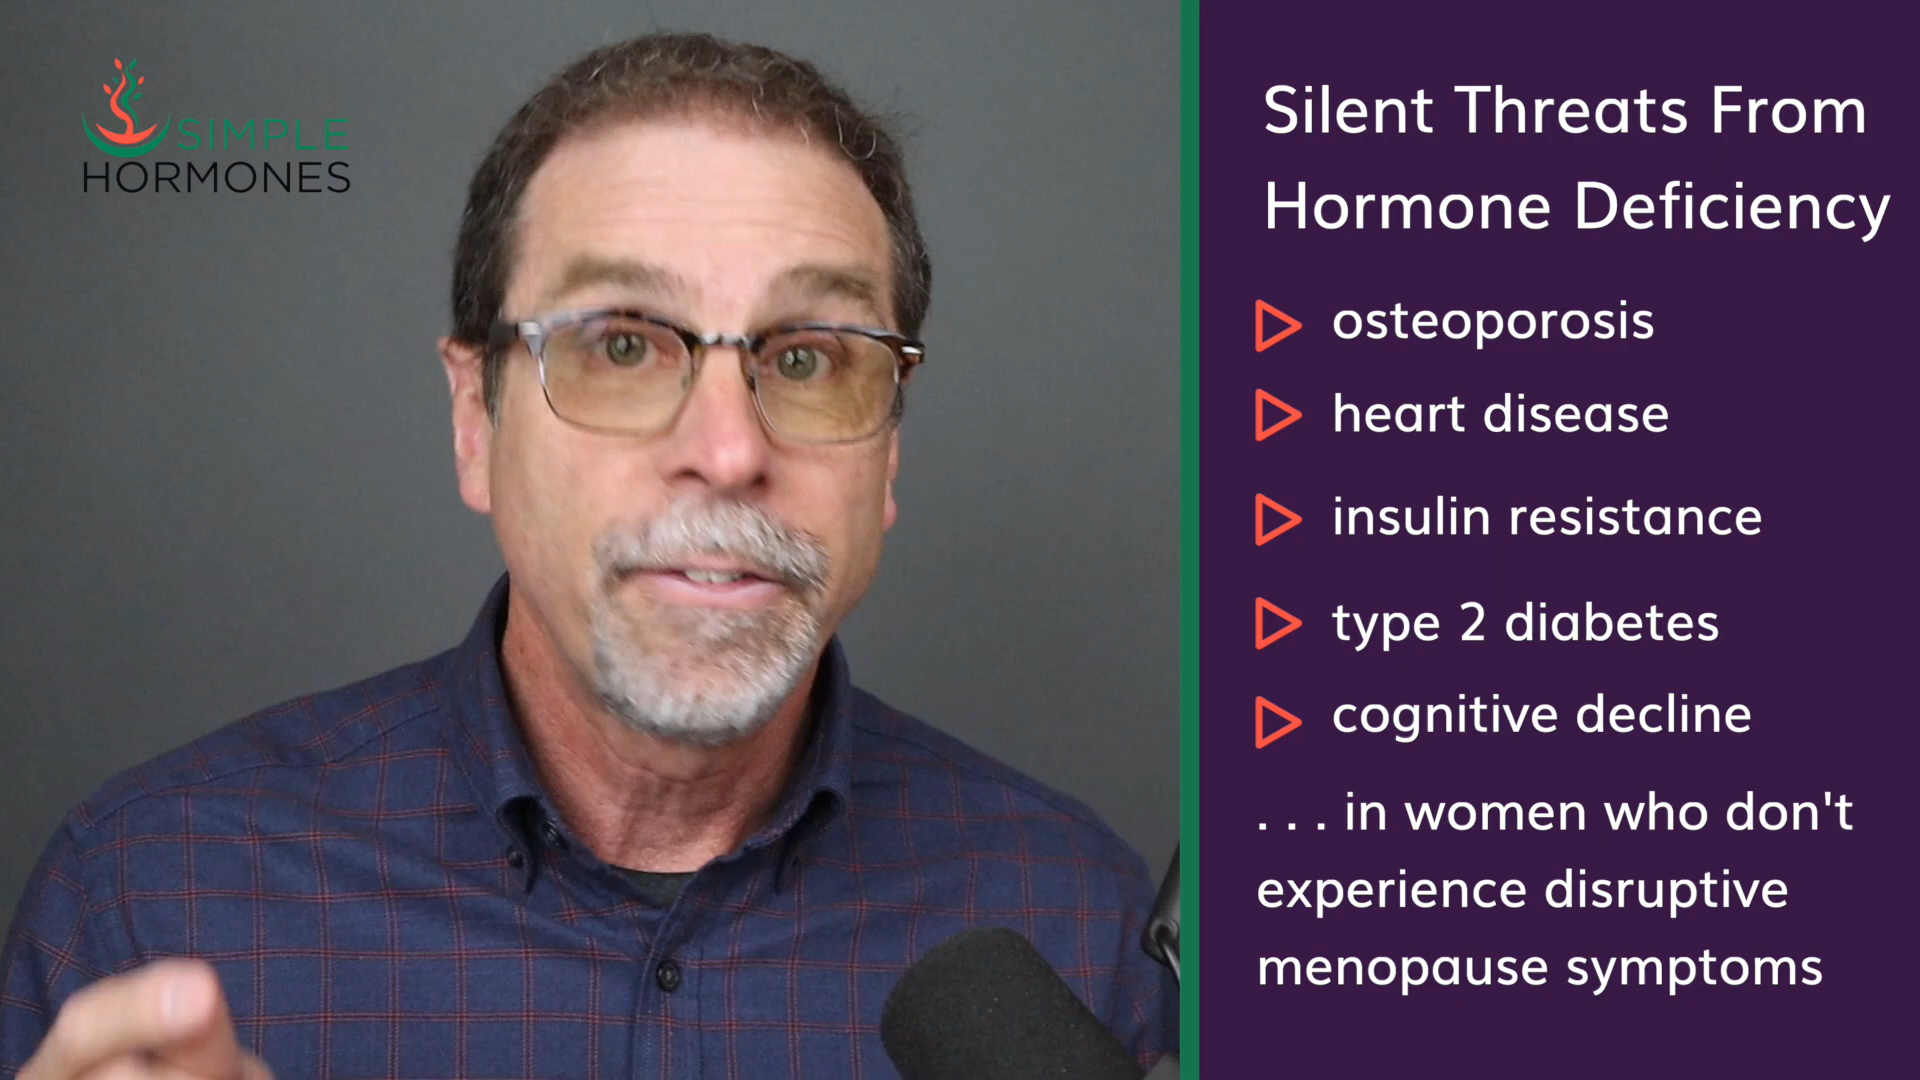 SIMPLE
HORMONES
Silent Threats From
Hormone Deficiency
osteoporosis
heart disease
insulin resistance
type 2 diabetes
cognitive decline
. . . in women who don't
experience disruptive
menopause symptoms